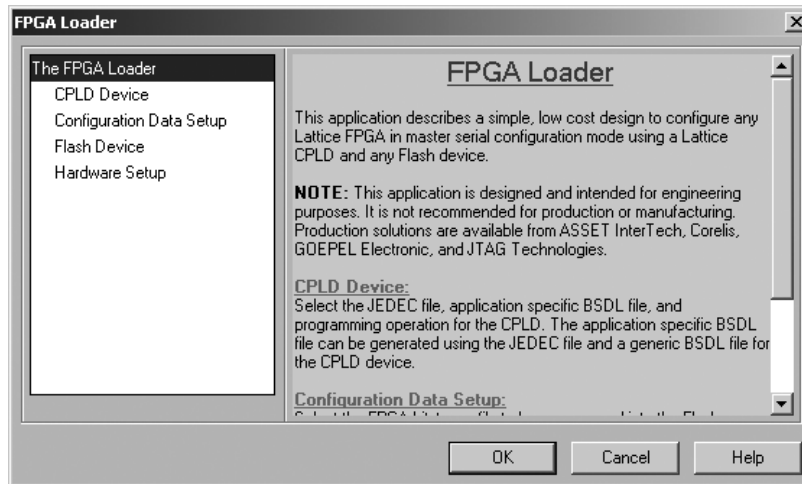 FPGA Loader
The FPGA Loader
CPLD Device
Configuration Data Setup
Flash Device
Hardware Setup
FPGA Loader
This application describes a simple, low cost design to configure any
Lattice FPGA in master serial configuration mode using a Lattice
CPLD and any Flash device.
NOTE: This application is designed and intended for engineering
purposes. It is not recommended for production or manufacturing.
Production solutions are available from ASSET InterTech, Corelis,
GOEPEL Electronic, and JTAG Technologies.
CPLD Device:
Select the JEDEC file, application specific BSDL file, and
programming operation for the CPLD. The application specific BSDL
file can be generated using the JEDEC file and a generic BSDL file for
the CPLD device.
Configuration Data Setup:
OK
Cancel
Help